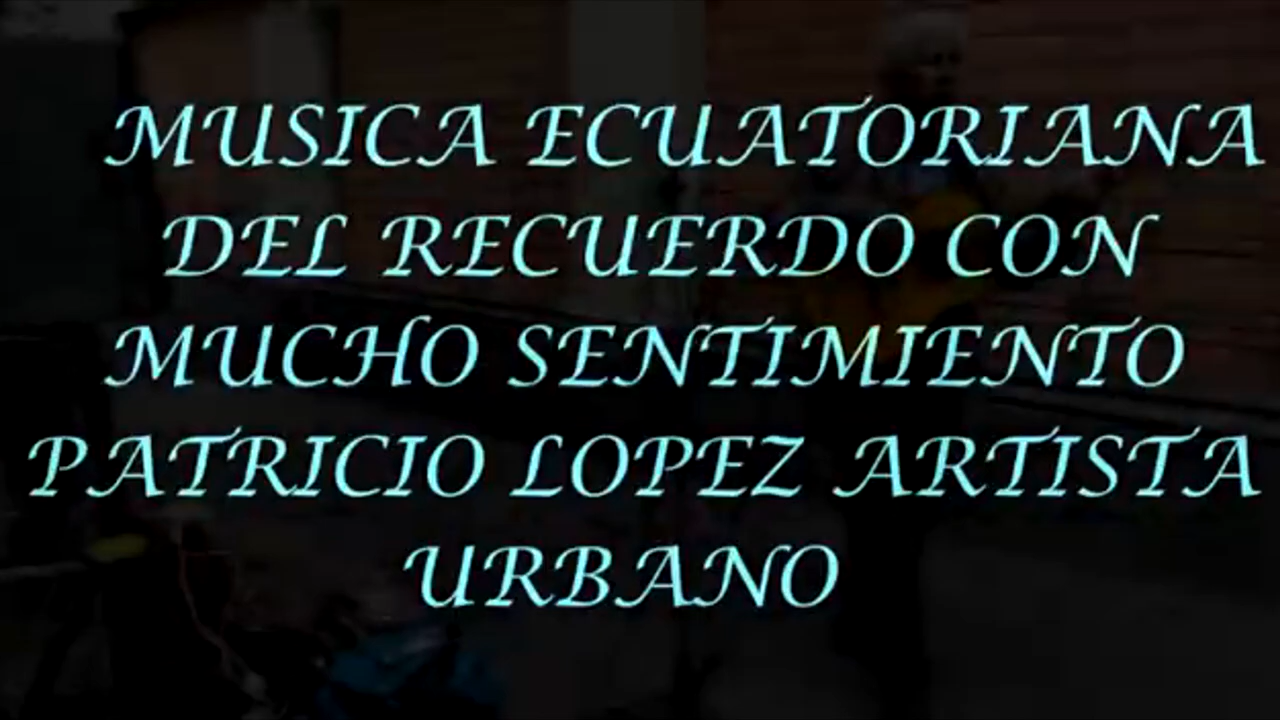 MUSICA ECUATORIANA
DEL RECUERDO CON
MUCHO SENTIMIENTO
PATRICIO LOPEZ ARTISTA
URBANO